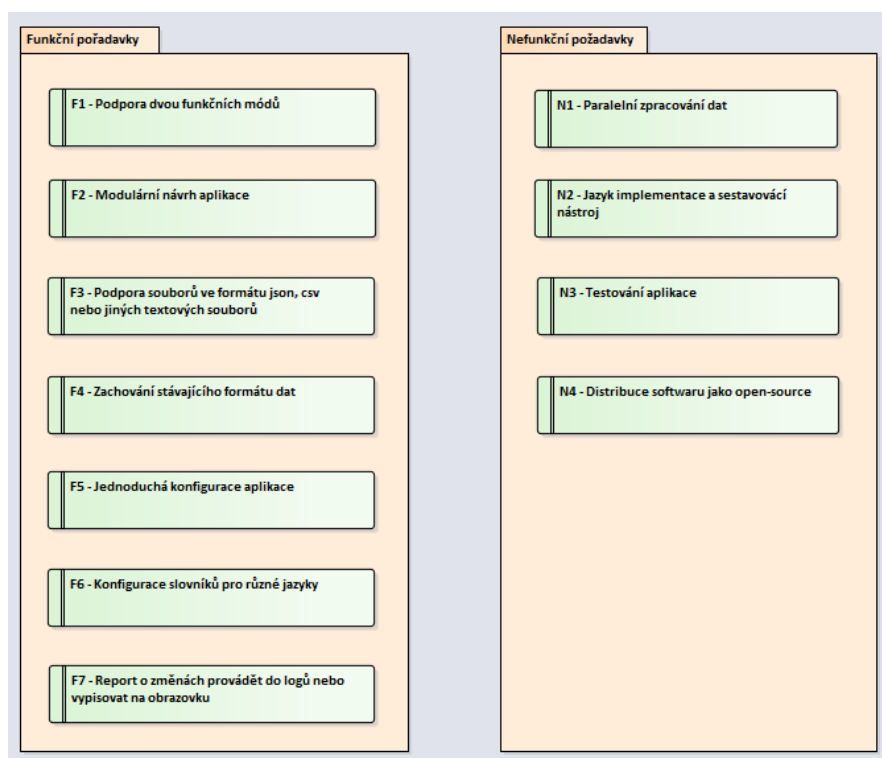 Funkční pořadavky
F1 - Podpora dvou funkčních módů
F2 - Modulární návrh aplikace
F3 - Podpora souborů ve formátu json, csv
nebo jiných textových souborů
F4 - Zachování stávajícího formátu dat
F5 - Jednoduchá konfigurace aplikace
F6 - Konfigurace slovníků pro různé jazyky
F7 - Report o změnách provádět do logů nebo
vypisovat na obrazovku
Nefunkční požadavky
N1 - Paralelní zpracování dat
N2 - Jazyk implementace a sestavovácí
nástroj
N3 - Testování aplikace
N4 - Distribuce softwaru jako open-source